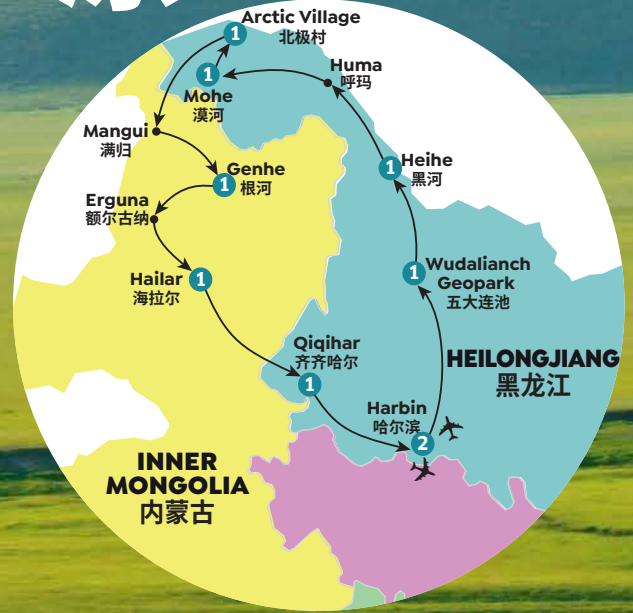 Arctic Village
北极村
1
Huma
呼玛
1
Mohe
漠河
Mangui
满归
Genhe
1
根河
Heihe
1
黑河
Erguna
额尔古纳
Hailar
1
海拉尔
Wudalianch
1
Geopark
五大连池
Qiqihar
齐齐哈尔
1
HEILONGJIANG
黑龙江
Harbin
哈尔滨
2
INNER
MONGOLIA
内蒙古